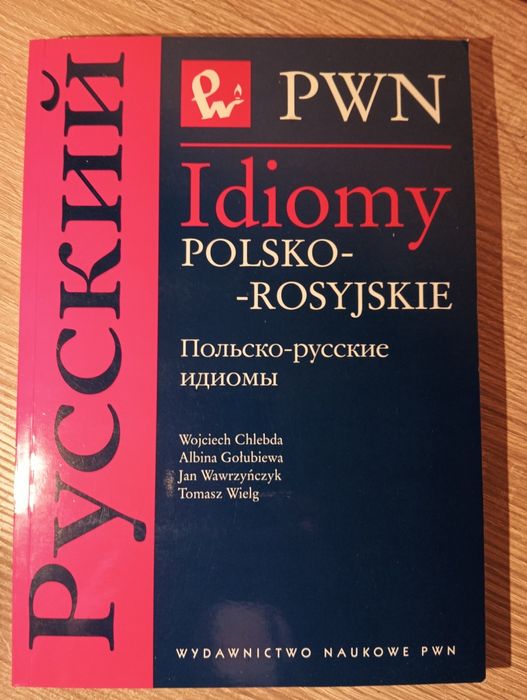 Русский
PW
PWN
Idiomy
POLSKO-
-ROSYJSKIE
Польско-русские
идиомы
Wojciech Chlebda
Albina Gołubiewa
Jan Wawrzyńczyk
Tomasz Wielg
WYDAWNICTWO NAUKOWE PWN